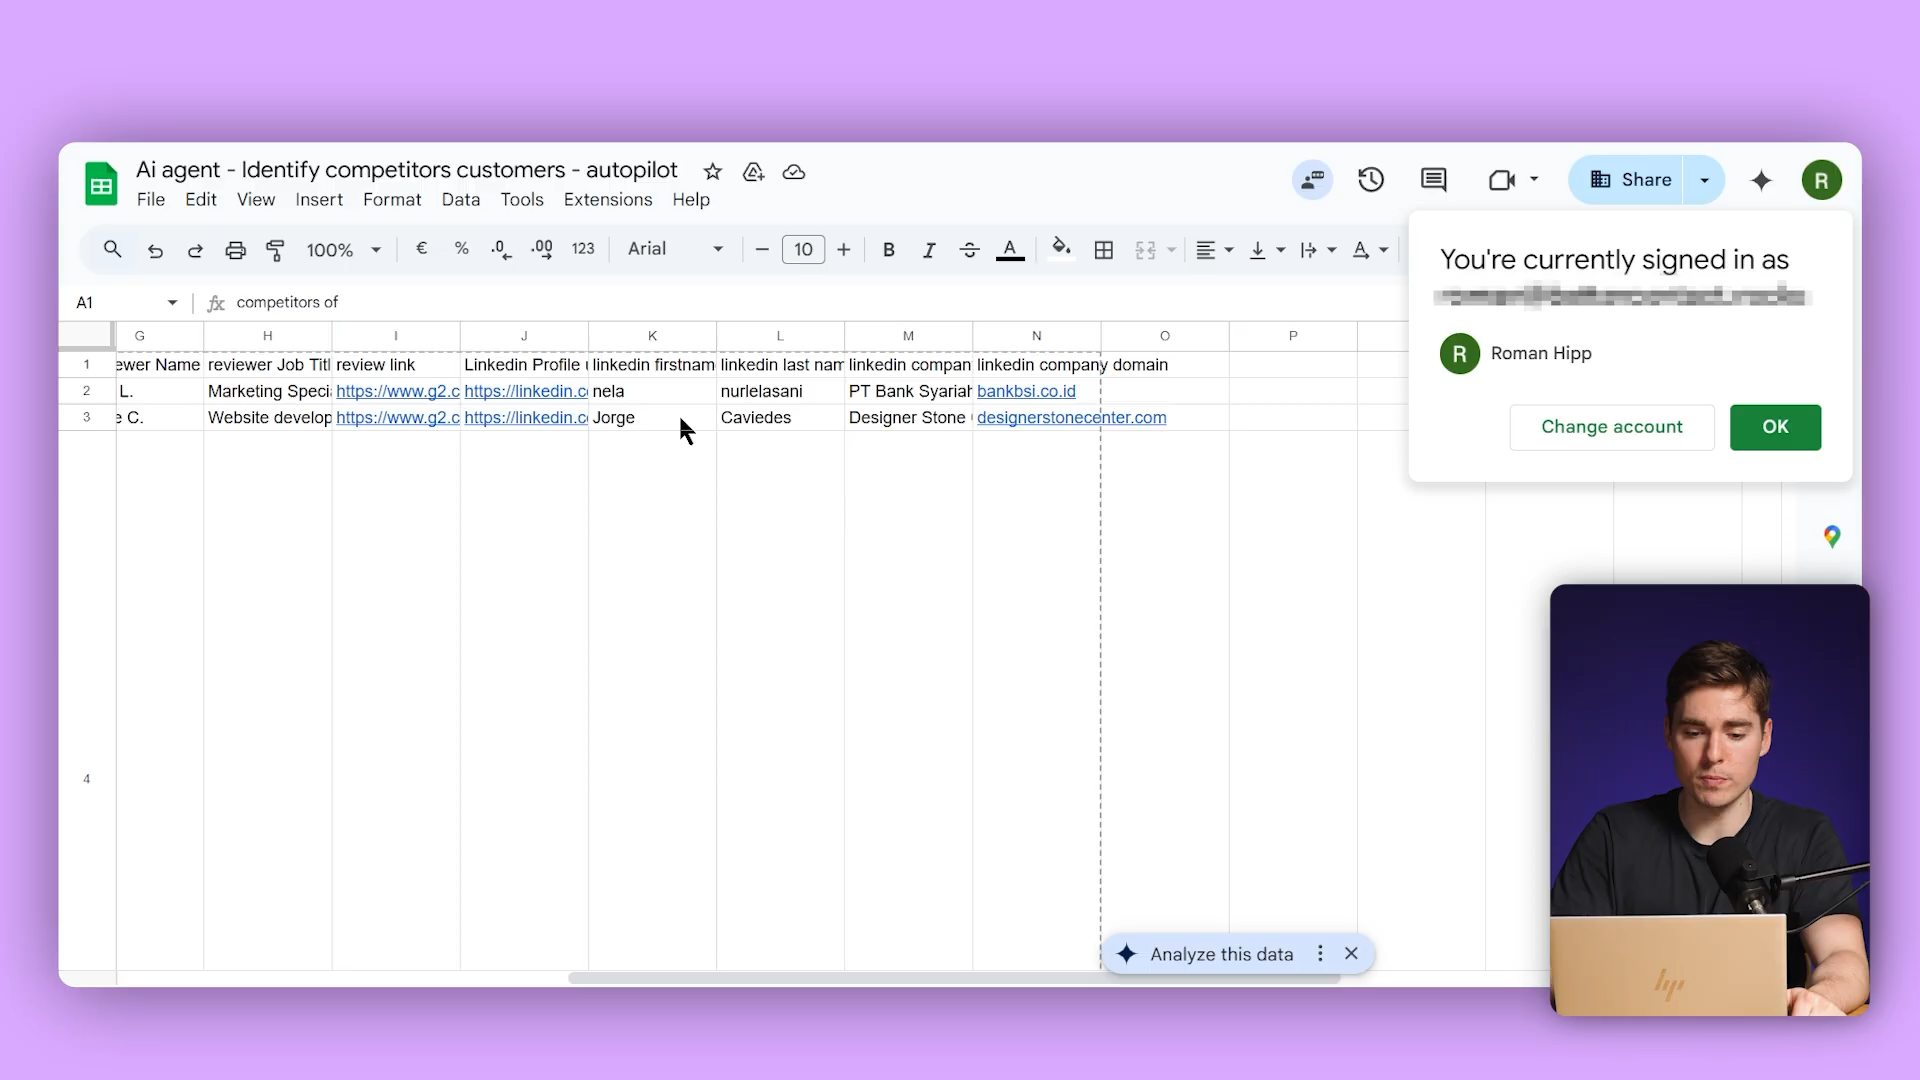 Ai agent - Identify competitors customers - autopilot
File Edit View Insert Format Data Tools Extensions Help
Share
R
100% € % .0 .00 123 Arial 10 B I A A
You're currently signed in as
R Roman Hipp
Change account OK
A1 fx competitors of
G H I J K L M N O P
1 ewer Name reviewer Job Titl review link Linkedin Profile linkedin firstname linkedin last nam linkedin compan linkedin company domain
2 L. Marketing Speci https://www.g2.c https://linkedin.c nela nurlelasani PT Bank Syariah bankbsi.co.id
3 e C. Website develop https://www.g2.c https://linkedin.c Jorge Caviedes Designer Stone designerstonecenter.com
4
Analyze this data
hp